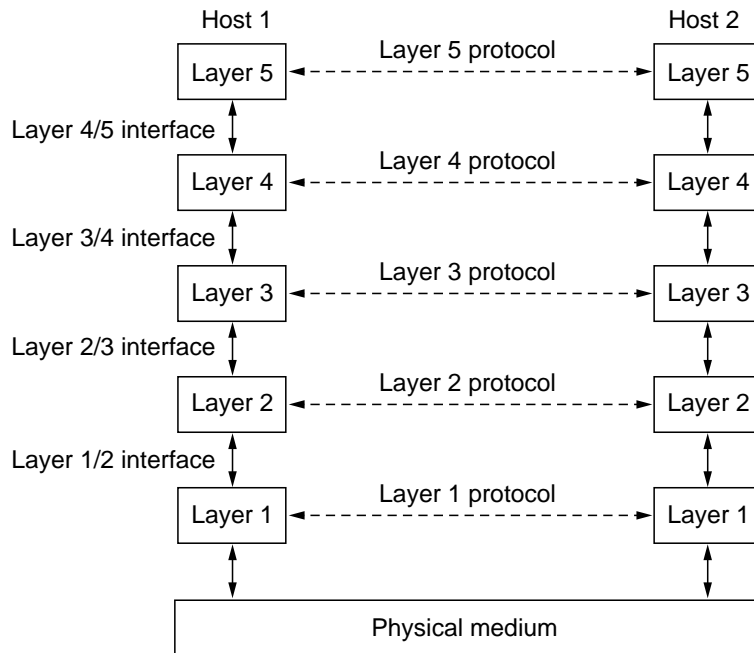 Host 1
Host 2
Layer 5
Layer 5 protocol
Layer 5
Layer 4/5 interface
Layer 4
Layer 4 protocol
Layer 4
Layer 3/4 interface
Layer 3
Layer 3 protocol
Layer 3
Layer 2/3 interface
Layer 2
Layer 2 protocol
Layer 2
Layer 1/2 interface
Layer 1
Layer 1 protocol
Layer 1
Physical medium